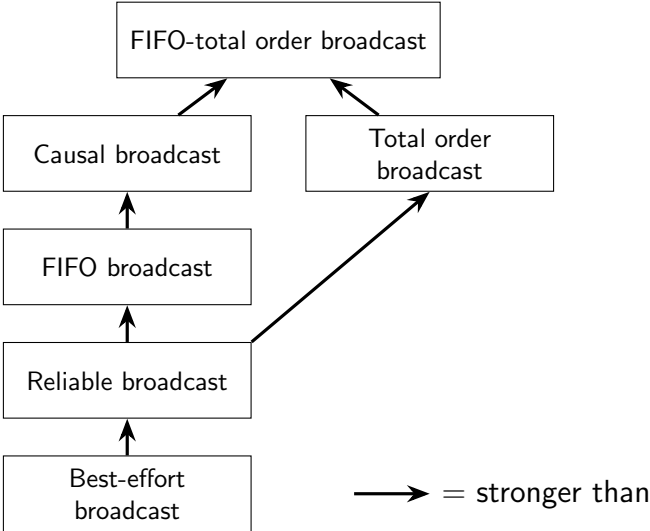 FIFO-total order broadcast
Causal broadcast
Total order
broadcast
FIFO broadcast
Reliable broadcast
Best-effort
broadcast
= stronger than